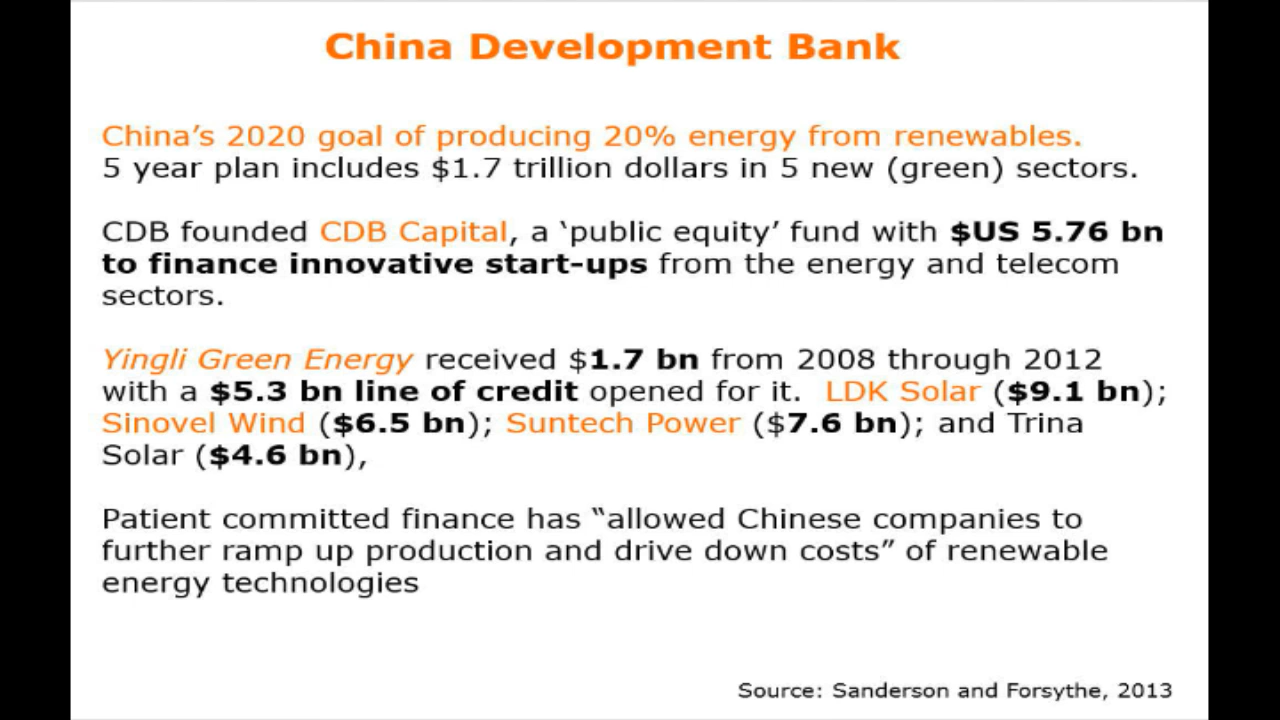 China Development Bank
China’s 2020 goal of producing 20% energy from renewables.
5 year plan includes $1.7 trillion dollars in 5 new (green) sectors.
CDB founded CDB Capital, a ‘public equity’ fund with $US 5.76 bn
to finance innovative start-ups from the energy and telecom
sectors.
Yingli Green Energy received $1.7 bn from 2008 through 2012
with a $5.3 bn line of credit opened for it.  LDK Solar ($9.1 bn);
Sinovel Wind ($6.5 bn); Suntech Power ($7.6 bn); and Trina
Solar ($4.6 bn),
Patient committed finance has “allowed Chinese companies to
further ramp up production and drive down costs” of renewable
energy technologies
Source: Sanderson and Forsythe, 2013